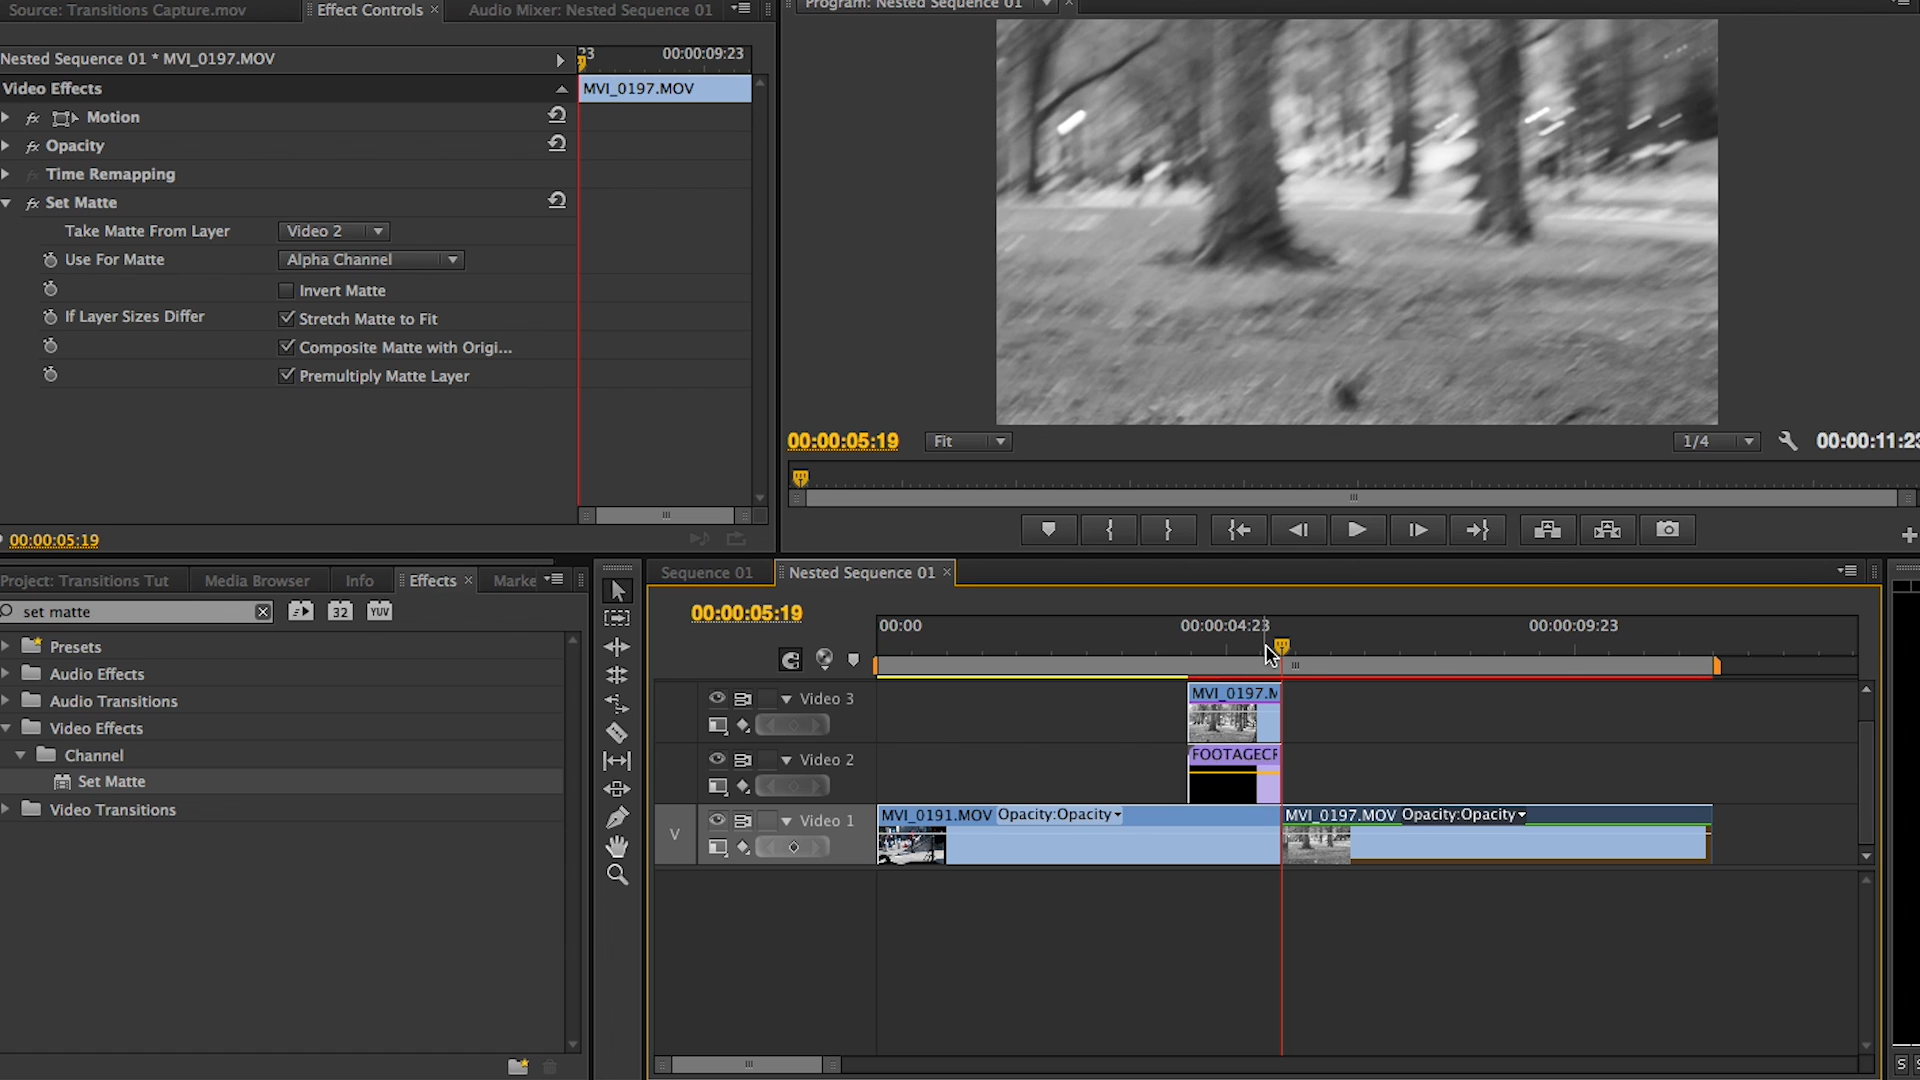 Source: Transitions Capture.mov
Effect Controls
Audio Mixer: Nested Sequence 01
Program: Nested Sequence 01
Nested Sequence 01 * MVI_0197.MOV
23
00:00:09:23
Video Effects
MVI_0197.MOV
fx Motion
fx Opacity
fx Time Remapping
fx Set Matte
Take Matte From Layer
Video 2
Use For Matte
Alpha Channel
Invert Matte
If Layer Sizes Differ
Stretch Matte to Fit
Composite Matte with Origi...
Premultiply Matte Layer
00:00:05:19
Fit
1/4
00:00:11:23
00:00:05:19
Project: Transitions Tut
Media Browser
Info
Effects
Marke
set matte
32
YUV
Presets
Audio Effects
Audio Transitions
Video Effects
Channel
Set Matte
Video Transitions
Sequence 01
Nested Sequence 01
00:00:05:19
00:00
00:00:04:23
00:00:09:23
Video 3
MVI_0197.M
Video 2
FOOTAGECR
V
Video 1
MVI_0191.MOV Opacity:Opacity
MVI_0197.MOV Opacity:Opacity
S
S